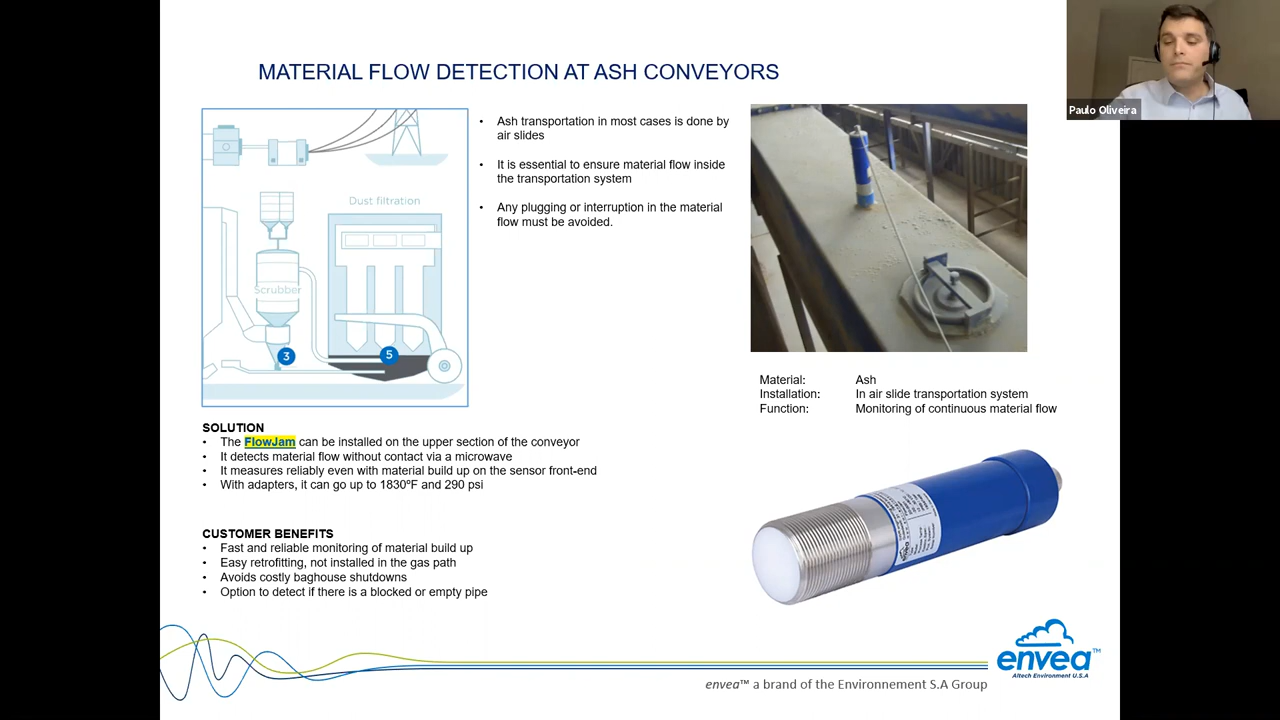 MATERIAL FLOW DETECTION AT ASH CONVEYORS
Paulo Oliveira
Dust filtration
Scrubber
3
5
• Ash transportation in most cases is done by
air slides
• It is essential to ensure material flow inside
the transportation system
• Any plugging or interruption in the material
flow must be avoided.
Material: Ash
Installation: In air slide transportation system
Function: Monitoring of continuous material flow
SOLUTION
• The FlowJam can be installed on the upper section of the conveyor
• It detects material flow without contact via a microwave
• It measures reliably even with material build up on the sensor front-end
• With adapters, it can go up to 1830ºF and 290 psi
CUSTOMER BENEFITS
• Fast and reliable monitoring of material build up
• Easy retrofitting, not installed in the gas path
• Avoids costly baghouse shutdowns
• Option to detect if there is a blocked or empty pipe
envea
envea™
Altech Environment U.S.A
envea™ a brand of the Environnement S.A Group